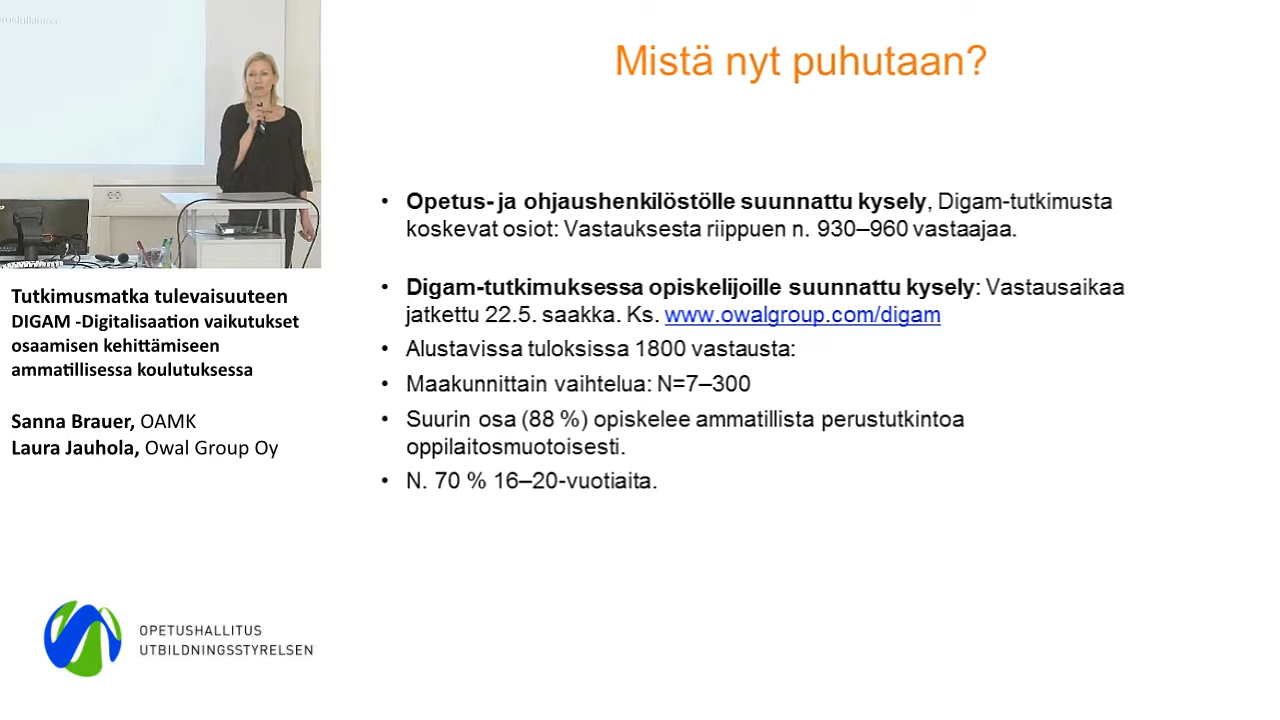 Mistä nyt puhutaan?
• Opetus- ja ohjaushenkilöstölle suunnattu kysely, Digam-tutkimusta
koskevat osiot: Vastauksesta riippuen n. 930–960 vastaajaa.
• Digam-tutkimuksessa opiskelijoille suunnattu kysely: Vastausaikaa
jatkettu 22.5. saakka. Ks. www.owalgroup.com/digam
• Alustavissa tuloksissa 1800 vastausta:
• Maakunnittain vaihtelua: N=7–300
• Suurin osa (88 %) opiskelee ammatillista perustutkintoa
oppilaitosmuotoisesti.
• N. 70 % 16–20-vuotiaita.
Tutkimusmatka tulevaisuuteen
DIGAM -Digitalisaation vaikutukset
osaamisen kehittämiseen
ammatillisessa koulutuksessa
Sanna Brauer, OAMK
Laura Jauhola, Owal Group Oy
OPETUSHALLITUS
UTBILDNINGSSTYRELSEN